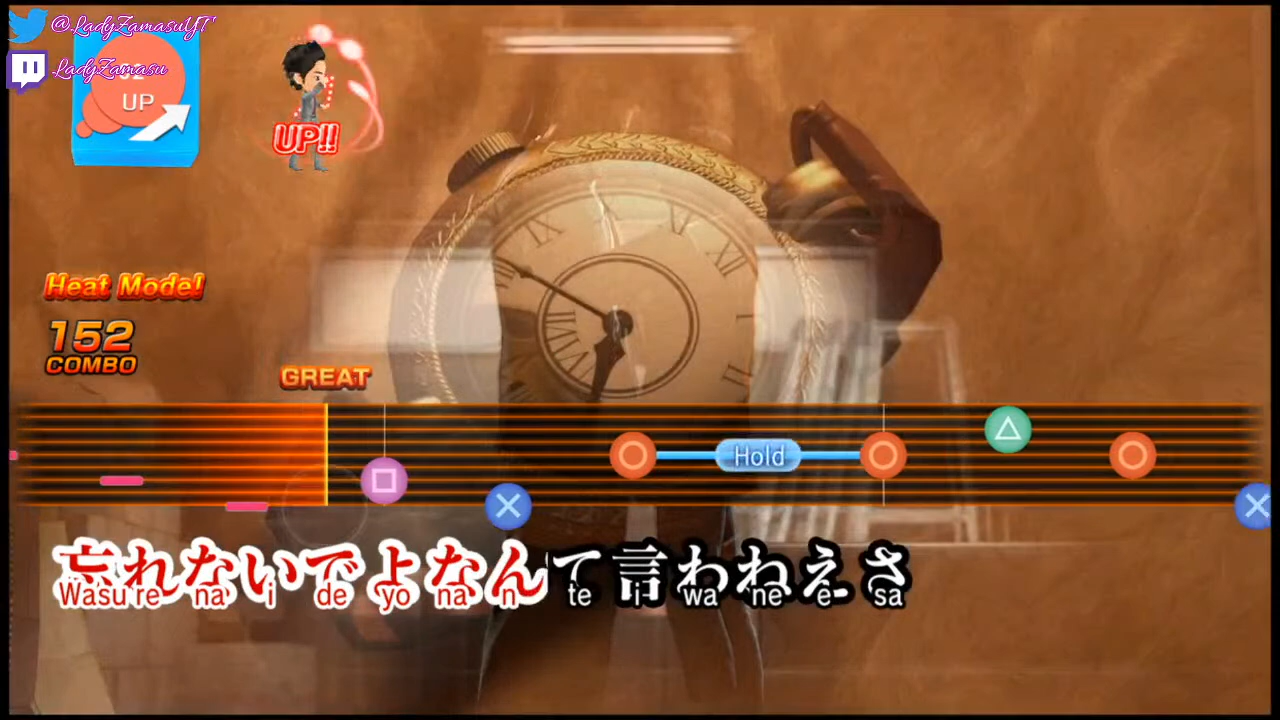 @LadyZamasuYT
LadyZamasu
UP
UP!!
Heat Mode!
152
COMBO
GREAT
Hold
忘れないでよなんて言わねえさ
Wasu re na i de yo na n te i wa ne e sa